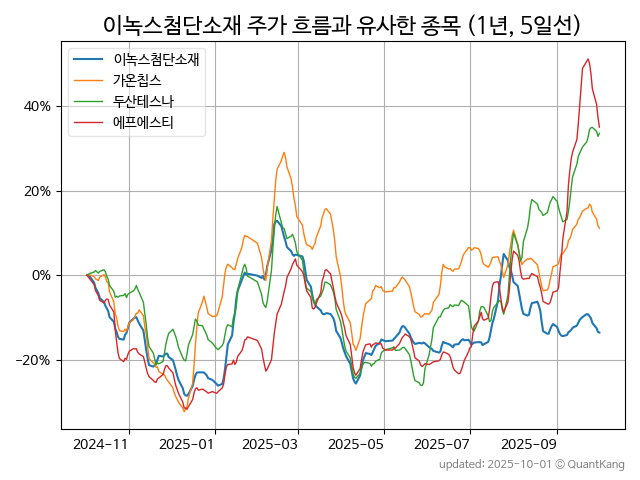 이녹스첨단소재 주가 흐름과 유사한 종목 (1년, 5일선)
이녹스첨단소재
가온칩스
두산테스나
에프에스티
40%
20%
0%
−20%
2024-11 2025-01 2025-03 2025-05 2025-07 2025-09
updated: 2025-10-01 © QuantKang